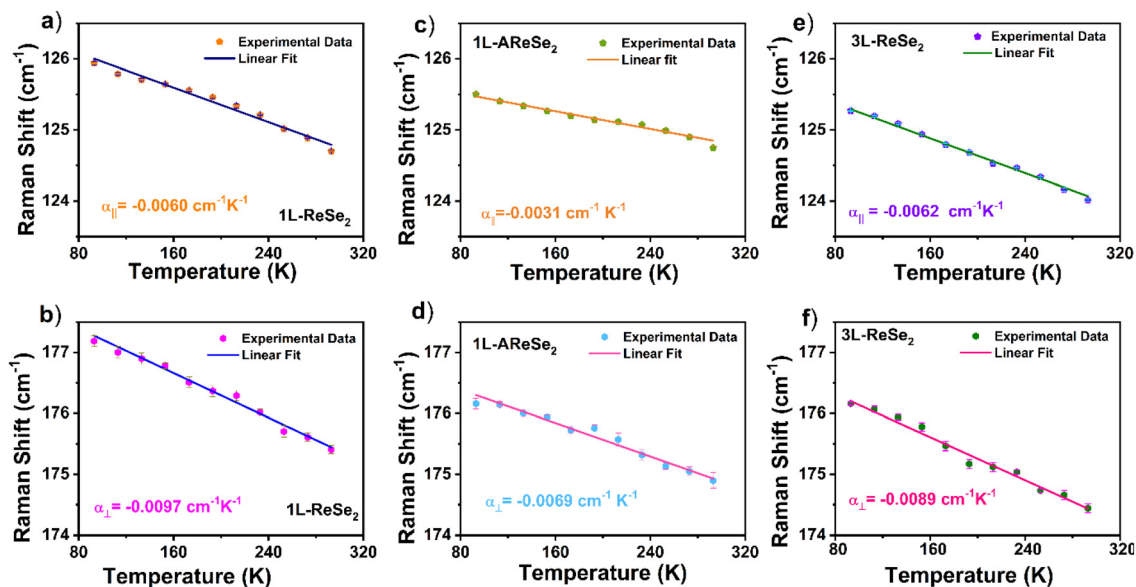 a)
Experimental Data
Linear Fit
126
125
124
Raman Shift (cm⁻¹)
α∥= -0.0060 cm⁻¹K⁻¹
1L-ReSe₂
80 160 240 320
Temperature (K)
c)
1L-AReSe₂
Experimental Data
Linear fit
126
125
124
Raman Shift (cm⁻¹)
α∥=-0.0031 cm⁻¹ K⁻¹
80 160 240 320
Temperature (K)
e)
3L-ReSe₂
Experimental Data
Linear Fit
126
125
124
Raman Shift (cm⁻¹)
α∥ = -0.0062 cm⁻¹K⁻¹
80 160 240 320
Temperature (K)
b)
Experimental Data
Linear Fit
177
176
175
174
Raman Shift (cm⁻¹)
α⊥= -0.0097 cm⁻¹K⁻¹
1L-ReSe₂
80 160 240 320
Temperature (K)
d)
1L-AReSe₂
Experimental Data
Linear Fit
177
176
175
174
Raman Shift (cm⁻¹)
α⊥= -0.0069 cm⁻¹K⁻¹
80 160 240 320
Temperature (K)
f)
3L-ReSe₂
Experimental Data
Linear Fit
177
176
175
174
Raman Shift (cm⁻¹)
α⊥= -0.0089 cm⁻¹K⁻¹
80 160 240 320
Temperature (K)